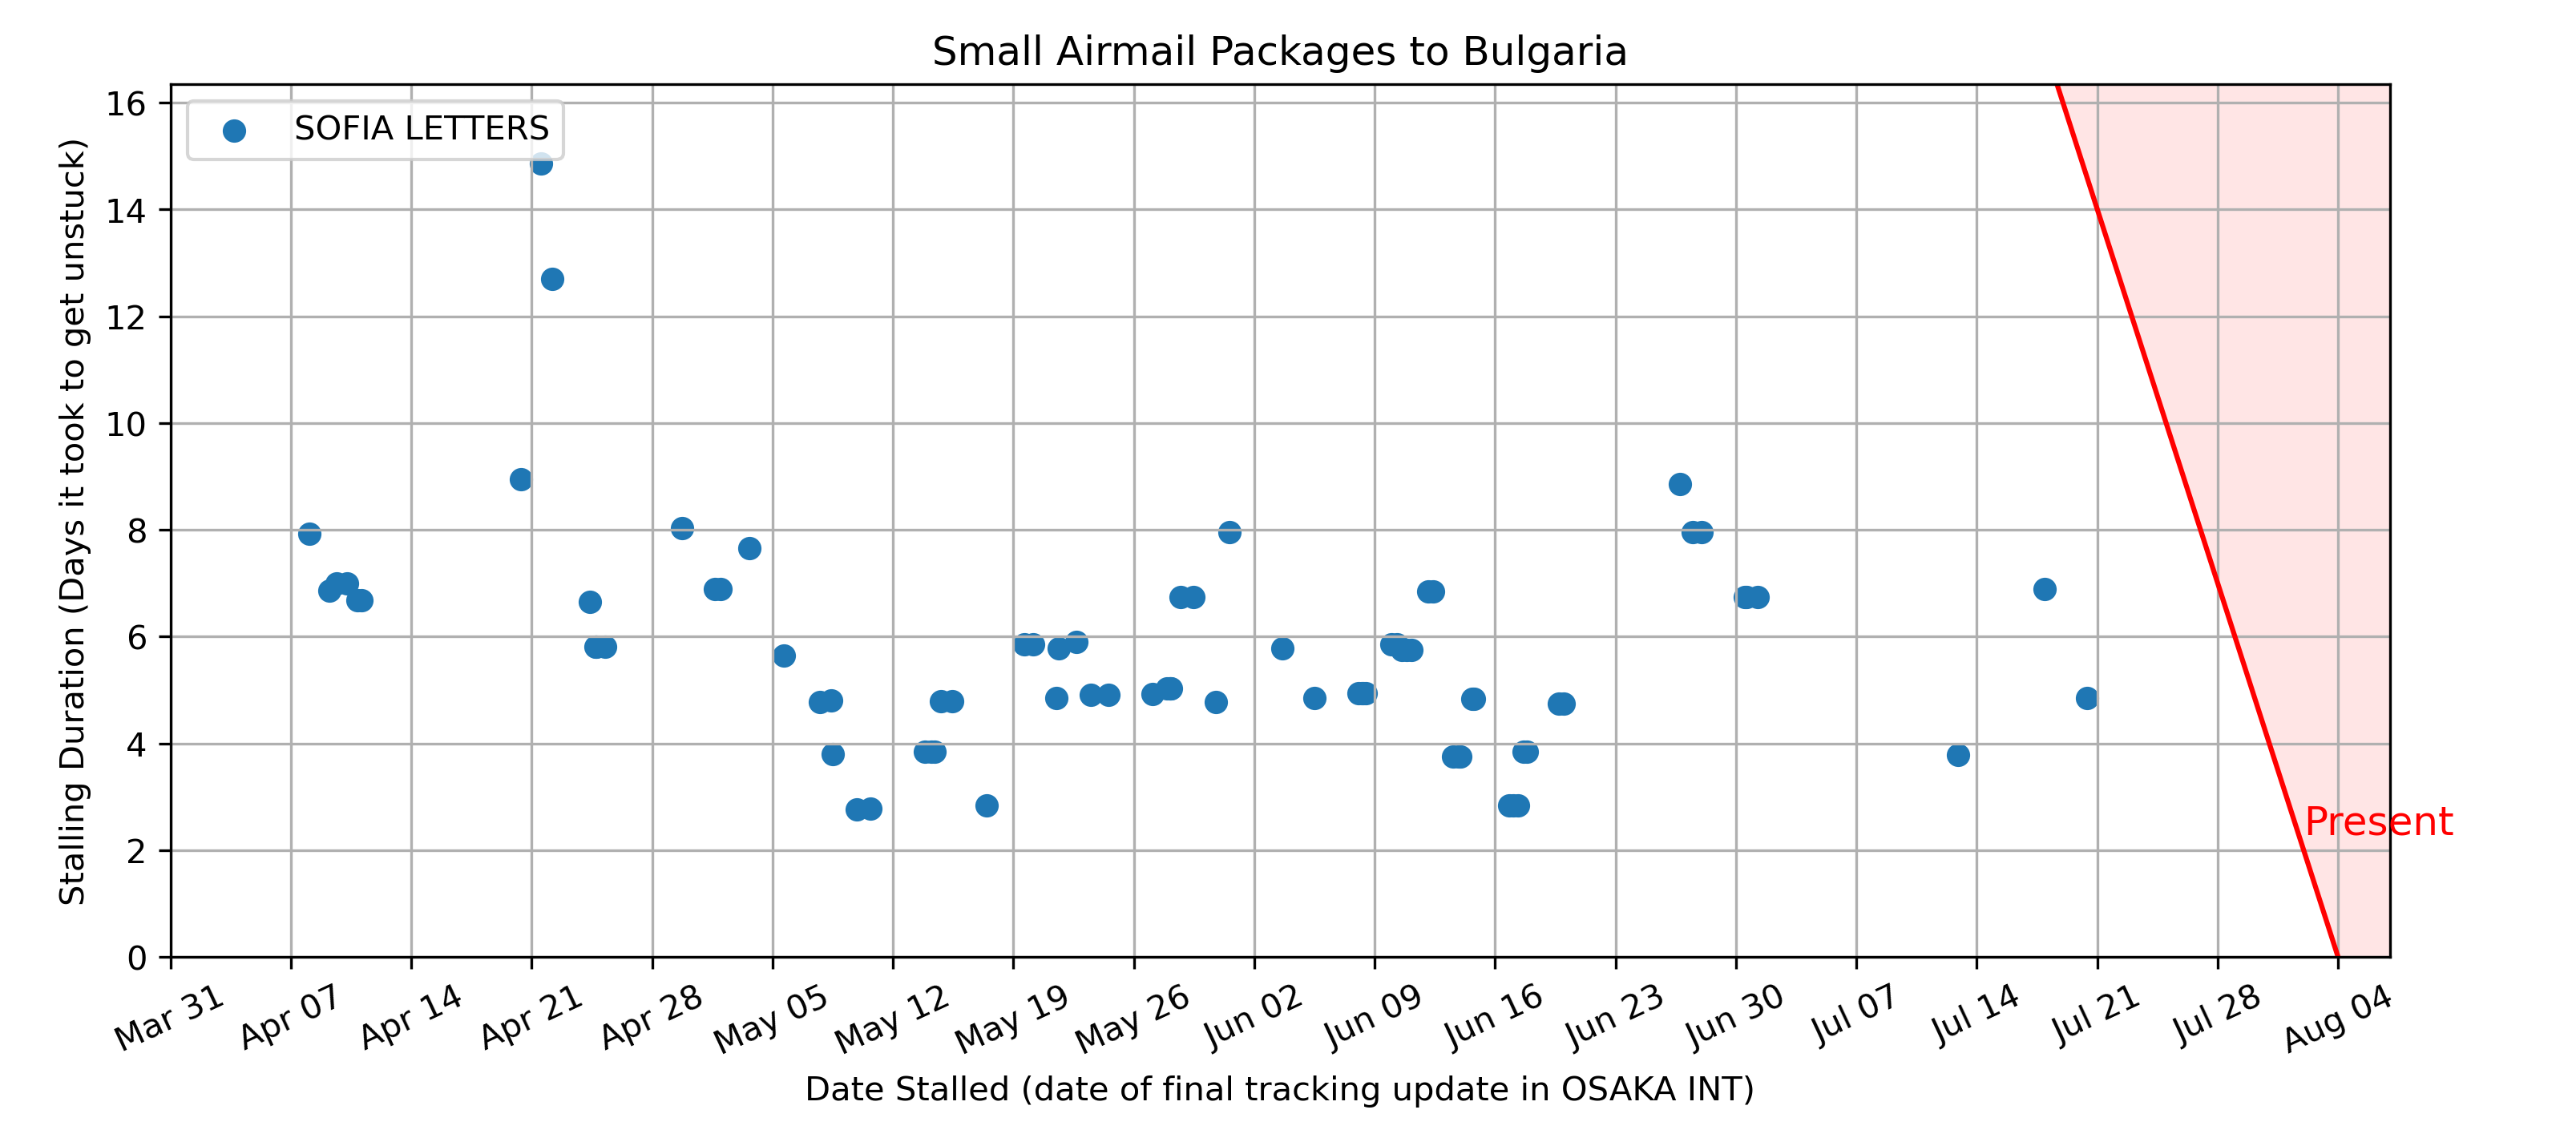 Small Airmail Packages to Bulgaria
SOFIA LETTERS
Stalling Duration (Days it took to get unstuck)
16
14
12
10
8
6
4
2
0
Present
Mar 31
Apr 07
Apr 14
Apr 21
Apr 28
May 05
May 12
May 19
May 26
Jun 02
Jun 09
Jun 16
Jun 23
Jun 30
Jul 07
Jul 14
Jul 21
Jul 28
Aug 04
Date Stalled (date of final tracking update in OSAKA INT)